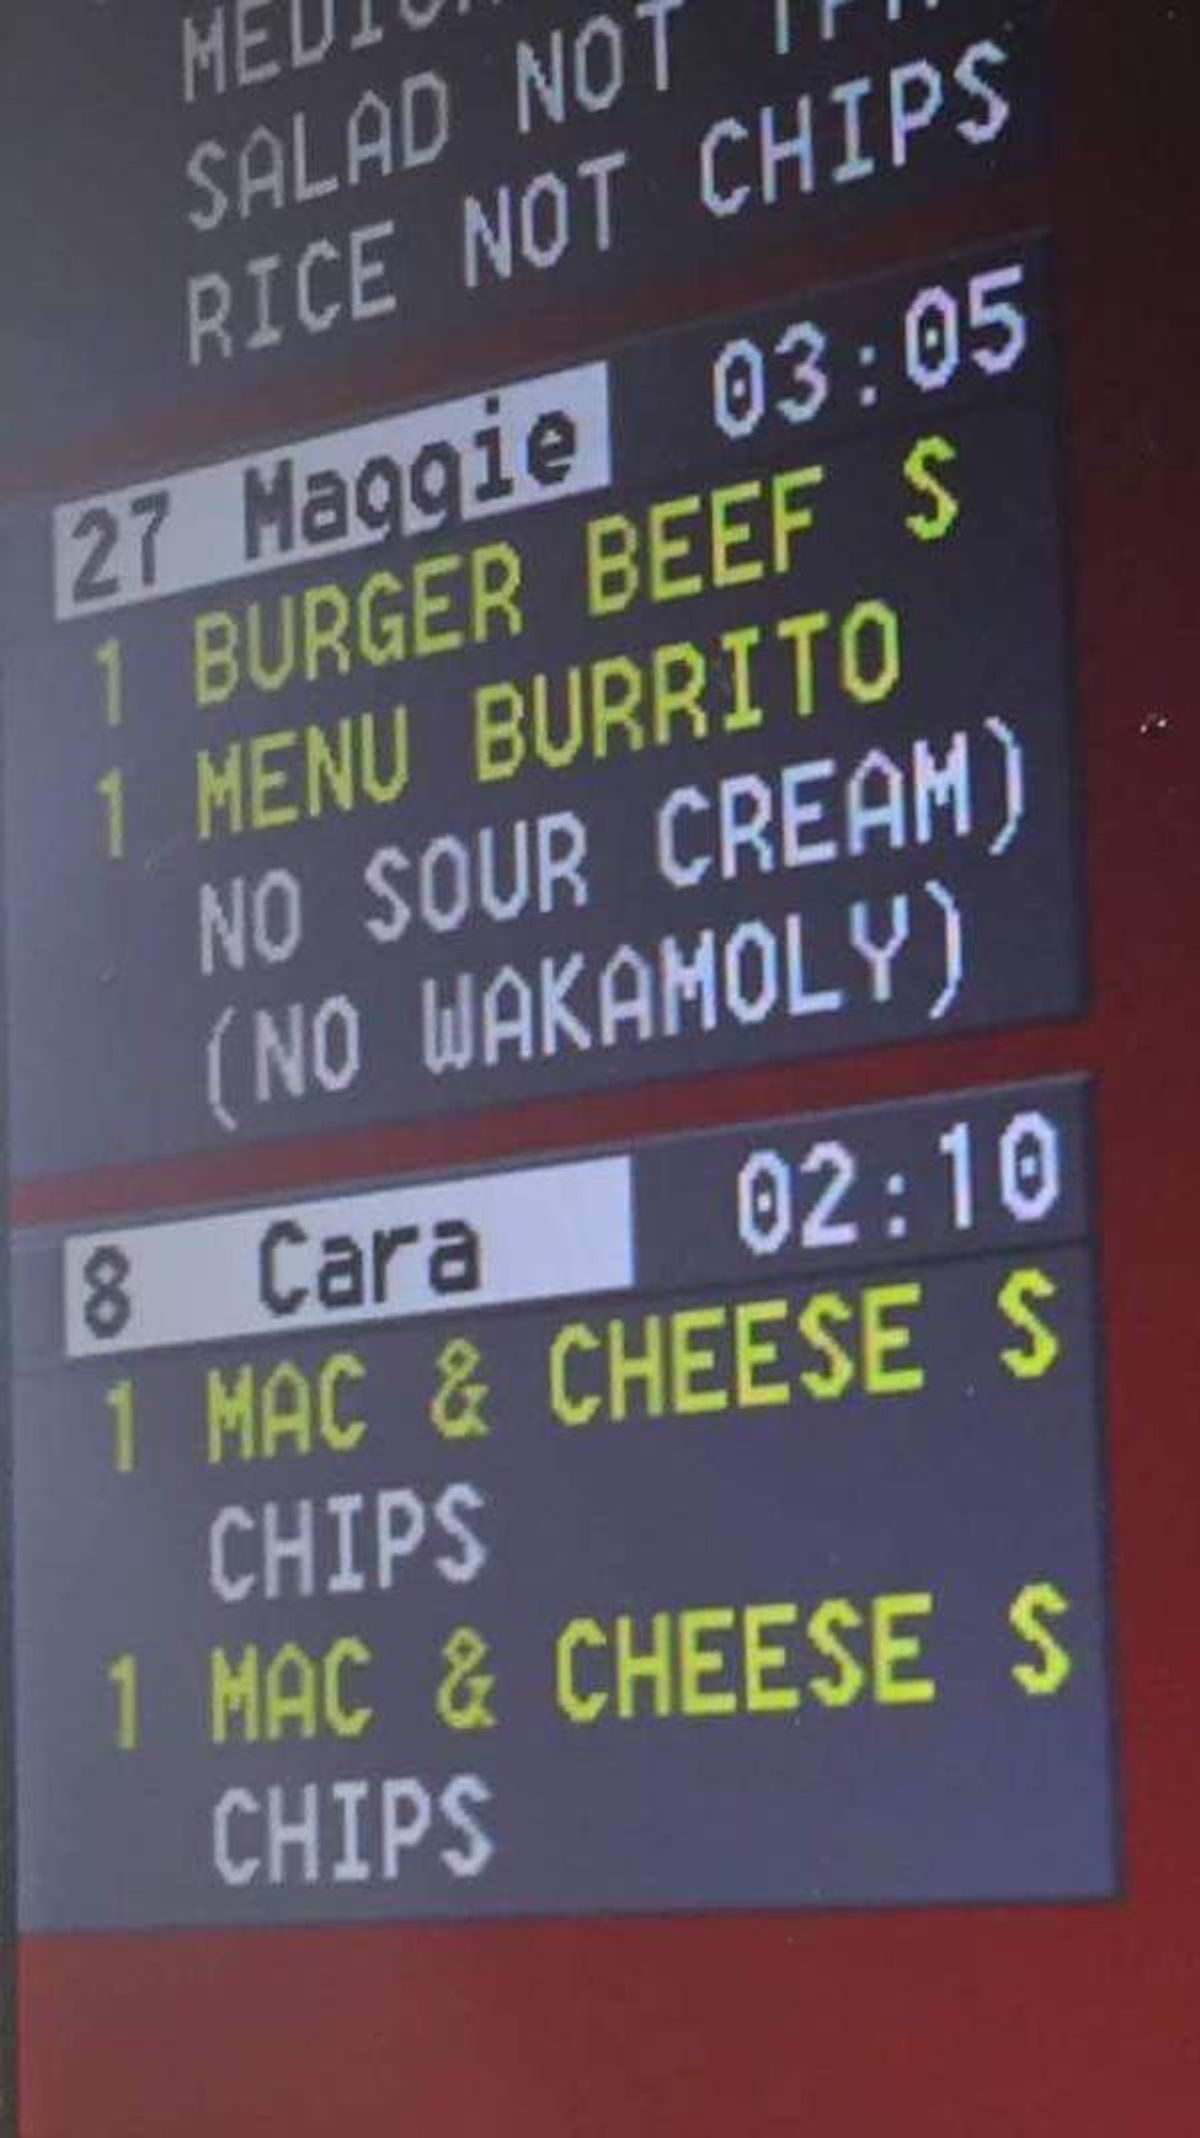 SALAD NOT
RICE NOT CHIPS
27 Maggie 03:05
1 BURGER BEEF S
1 MENU BURRITO
NO SOUR CREAM)
(NO WAKAMOLY)
8 Cara 02:10
1 MAC & CHEESE S
CHIPS
1 MAC & CHEESE S
CHIPS